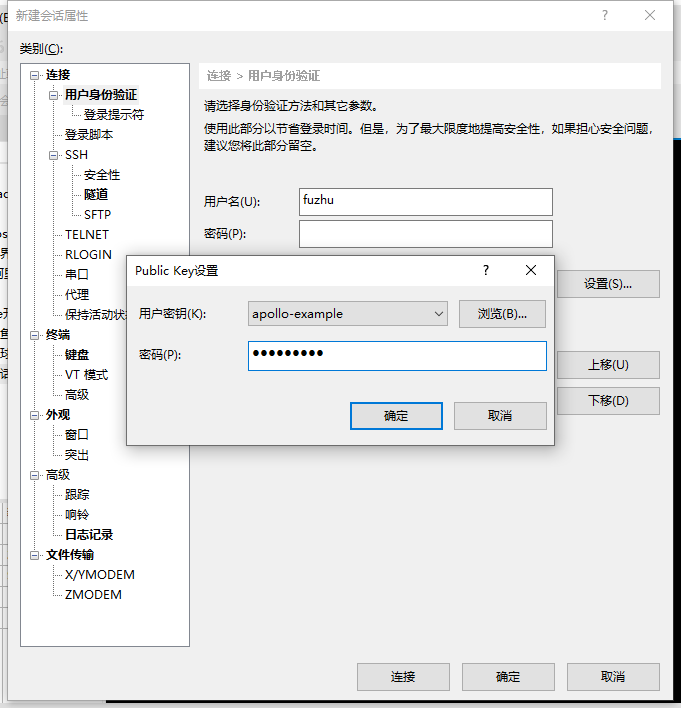 新建会话属性
类别(C):
连接
用户身份验证
登录提示符
登录脚本
SSH
安全性
隧道
SFTP
TELNET
RLOGIN
串口
代理
保持活动状
终端
键盘
VT 模式
高级
外观
窗口
突出
高级
跟踪
响铃
日志记录
文件传输
X/YMODEM
ZMODEM
连接 > 用户身份验证
请选择身份验证方法和其它参数。
使用此部分以节省登录时间。但是，为了最大限度地提高安全性，如果担心安全问题，
建议您将此部分留空。
用户名(U):
fuzhu
密码(P):
设置(S)...
上移(U)
下移(D)
Public Key设置
用户密钥(K):
apollo-example
浏览(B)...
密码(P):
●●●●●●●●●
确定
取消
连接
确定
取消